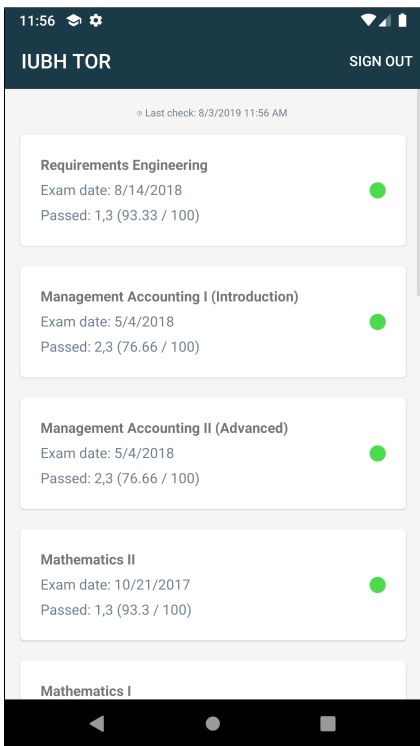 11:56
IUBH TOR
SIGN OUT
Last check: 8/3/2019 11:56 AM
Requirements Engineering
Exam date: 8/14/2018
Passed: 1,3 (93.33 / 100)
Management Accounting I (Introduction)
Exam date: 5/4/2018
Passed: 2,3 (76.66 / 100)
Management Accounting II (Advanced)
Exam date: 5/4/2018
Passed: 2,3 (76.66 / 100)
Mathematics II
Exam date: 10/21/2017
Passed: 1,3 (93.3 / 100)
Mathematics I